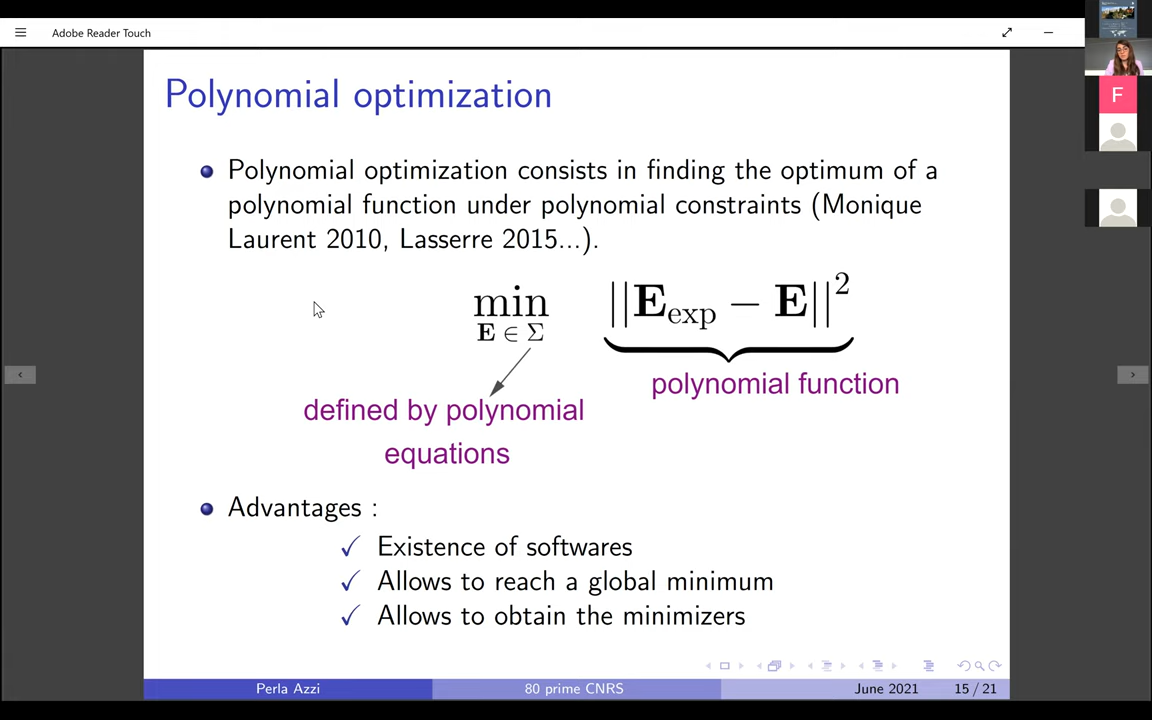 Adobe Reader Touch
Polynomial optimization
Polynomial optimization consists in finding the optimum of a
polynomial function under polynomial constraints (Monique
Laurent 2010, Lasserre 2015...).
min ||E_exp − E||²
E ∈ Σ
polynomial function
defined by polynomial
equations
Advantages :
✓ Existence of softwares
✓ Allows to reach a global minimum
✓ Allows to obtain the minimizers
Perla Azzi 80 prime CNRS June 2021 15 / 21
F